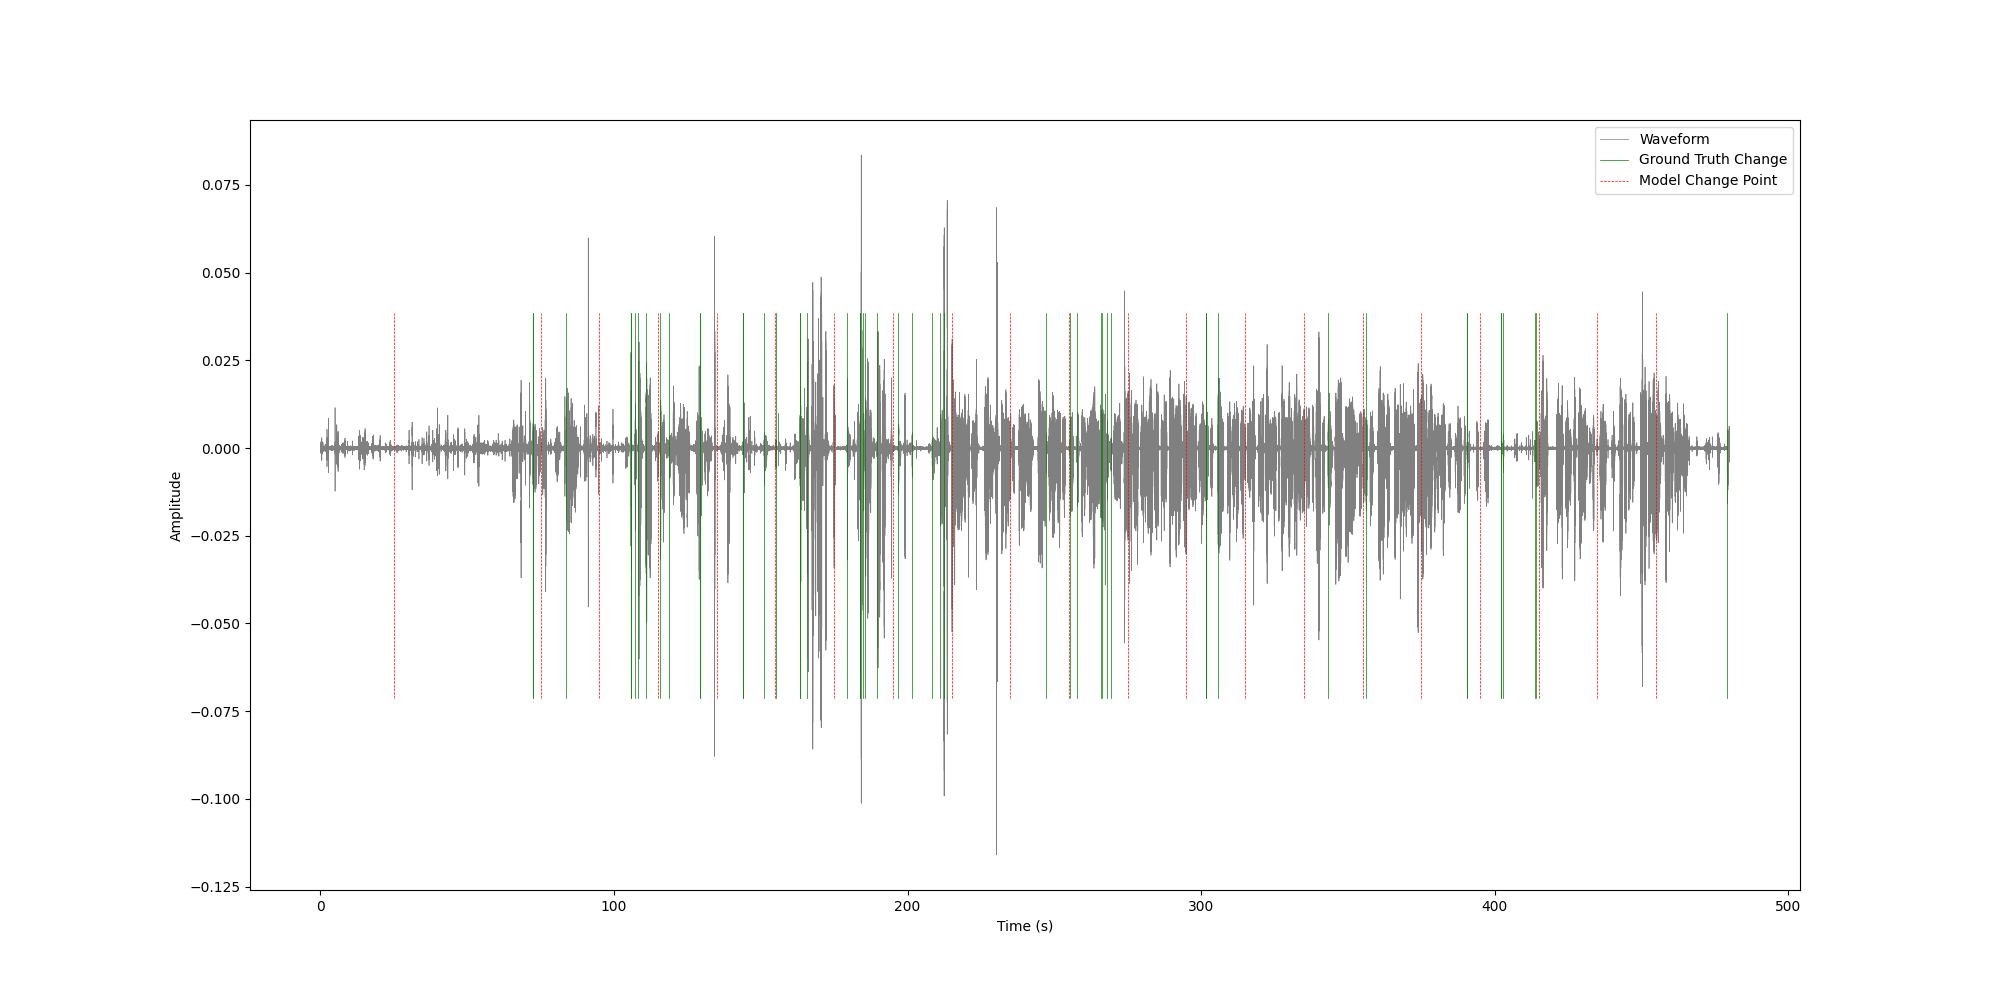 Waveform
Ground Truth Change
Model Change Point
0.075
0.050
0.025
0.000
−0.025
−0.050
−0.075
−0.100
−0.125
Amplitude
0 100 200 300 400 500
Time (s)